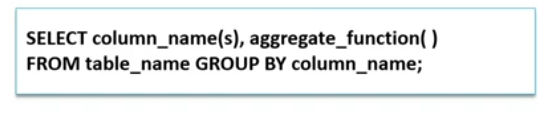 SELECT column_name(s), aggregate_function( )
FROM table_name GROUP BY column_name;